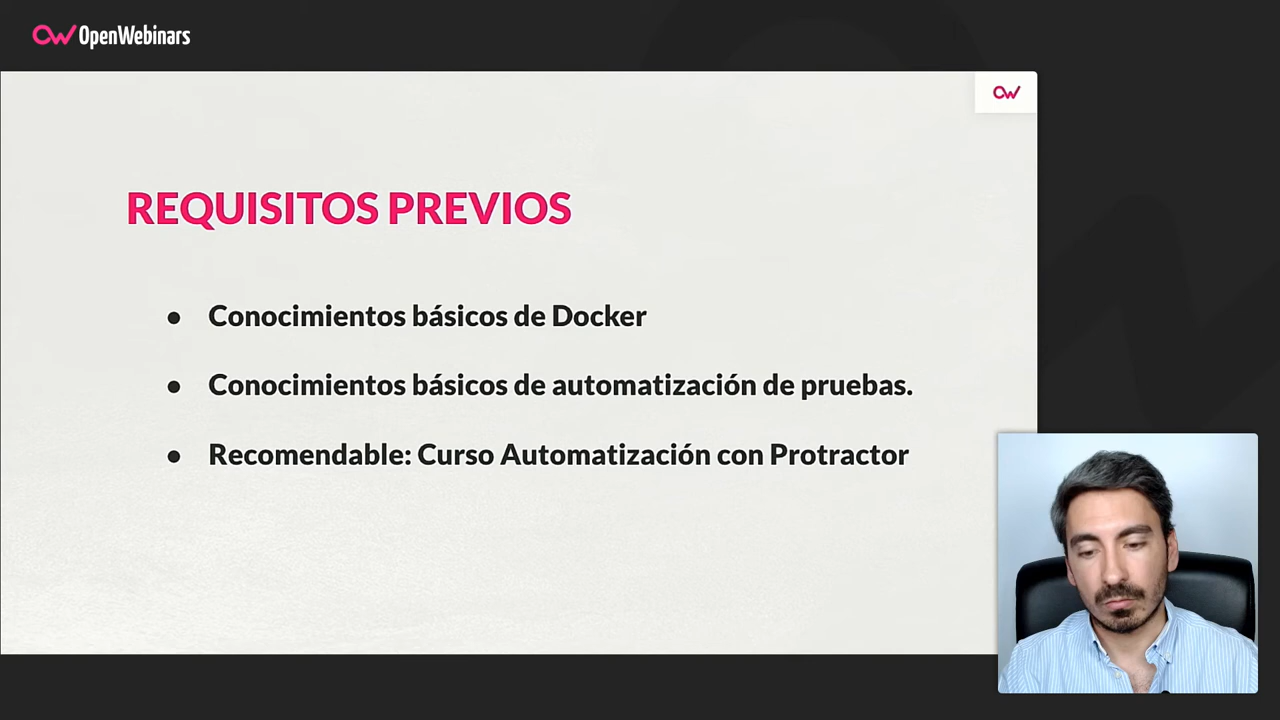 OpenWebinars
REQUISITOS PREVIOS
● Conocimientos básicos de Docker
● Conocimientos básicos de automatización de pruebas.
● Recomendable: Curso Automatización con Protractor